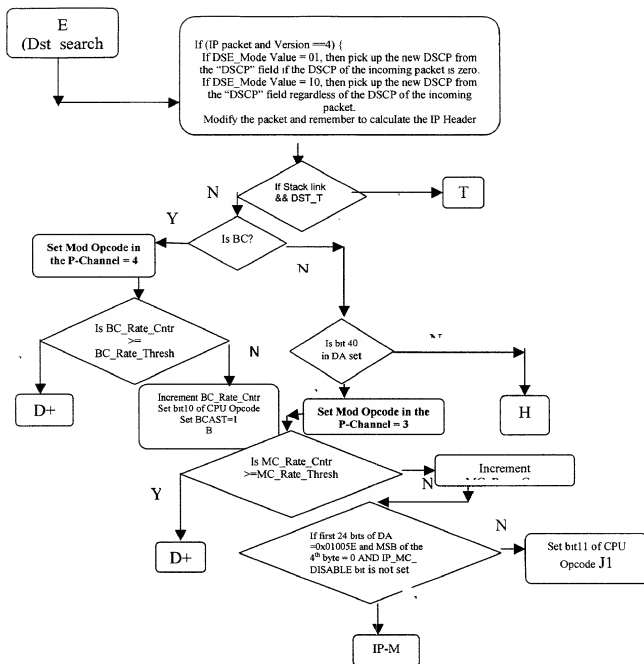 E
(Dst search
If (IP packet and Version ==4) {
If DSE_Mode Value = 01, then pick up the new DSCP from
the "DSCP" field if the DSCP of the incoming packet is zero.
If DSE_Mode Value = 10, then pick up the new DSCP from
the "DSCP" field regardless of the DSCP of the incoming
packet.
Modify the packet and remember to calculate the IP Header
If Stack link
&& DST_T
N
T
Y
Is BC?
N
Set Mod Opcode in
the P-Channel = 4
Is BC_Rate_Cntr
>=
BC_Rate_Thresh
N
Is bit 40
in DA set
N
D+
Increment BC_Rate_Cntr
Set bit10 of CPU Opcode
Set BCAST=1
B
Set Mod Opcode in the
P-Channel = 3
H
Is MC_Rate_Cntr
>=MC_Rate_Thresh
Increment
Y
N
D+
If first 24 bits of DA
=0x01005E and MSB of the
4th byte = 0 AND IP_MC_
DISABLE bit is not set
N
Set bit11 of CPU
Opcode J1
IP-M